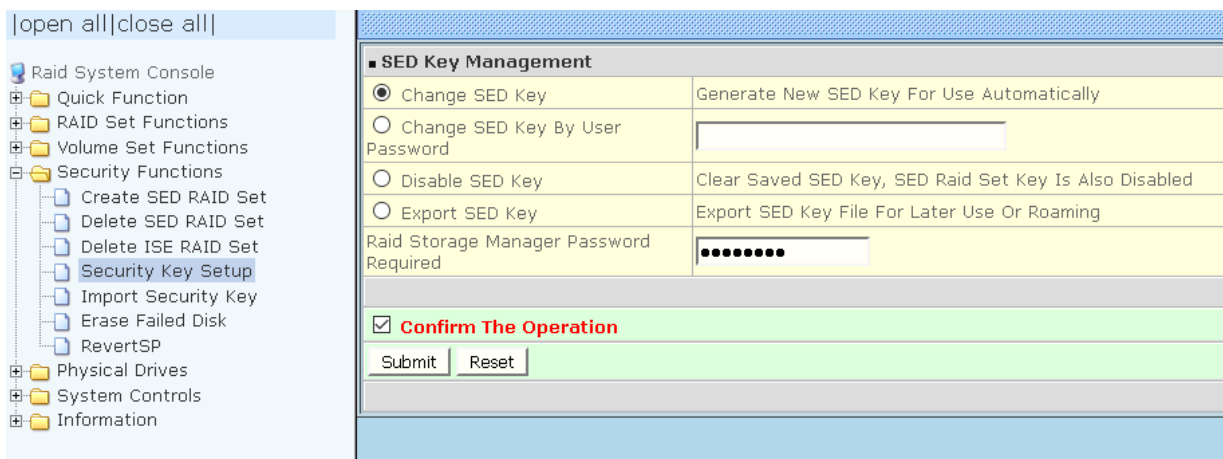 |open all|close all|
Raid System Console
Quick Function
RAID Set Functions
Volume Set Functions
Security Functions
Create SED RAID Set
Delete SED RAID Set
Delete ISE RAID Set
Security Key Setup
Import Security Key
Erase Failed Disk
RevertSP
Physical Drives
System Controls
Information
SED Key Management
Change SED Key
Generate New SED Key For Use Automatically
Change SED Key By User
Password
Disable SED Key
Clear Saved SED Key, SED Raid Set Key Is Also Disabled
Export SED Key
Export SED Key File For Later Use Or Roaming
Raid Storage Manager Password
Required
••••••••
Confirm The Operation
Submit Reset